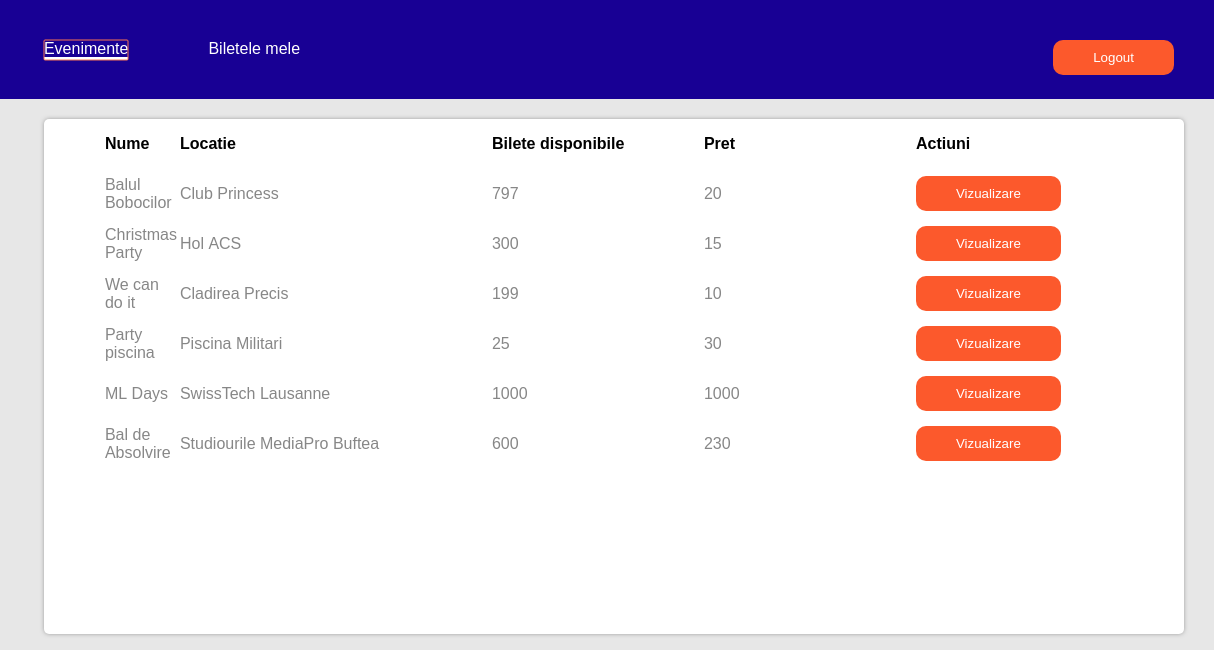 Evenimente Biletele mele Logout
Nume Locatie Bilete disponibile Pret Actiuni
Balul
Bobocilor Club Princess 797 20 Vizualizare
Christmas
Party Hol ACS 300 15 Vizualizare
We can
do it Cladirea Precis 199 10 Vizualizare
Party
piscina Piscina Militari 25 30 Vizualizare
ML Days SwissTech Lausanne 1000 1000 Vizualizare
Bal de
Absolvire Studiourile MediaPro Buftea 600 230 Vizualizare